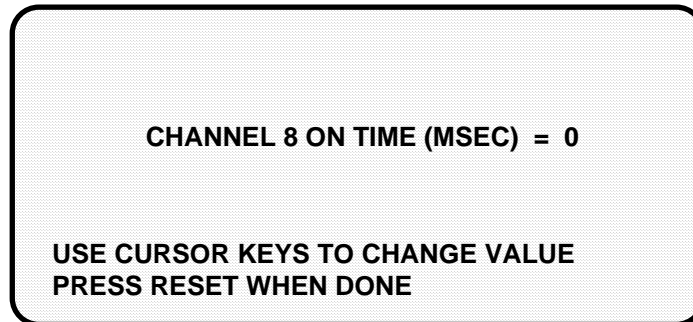 CHANNEL 8 ON TIME (MSEC) = 0
USE CURSOR KEYS TO CHANGE VALUE
PRESS RESET WHEN DONE